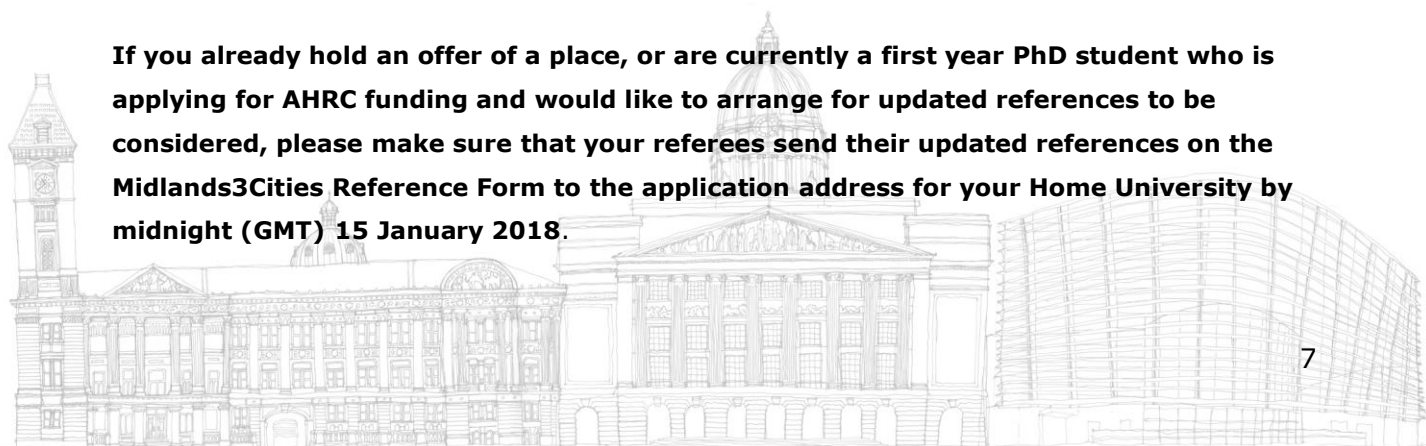 If you already hold an offer of a place, or are currently a first year PhD student who is
applying for AHRC funding and would like to arrange for updated references to be
considered, please make sure that your referees send their updated references on the
Midlands3Cities Reference Form to the application address for your Home University by
midnight (GMT) 15 January 2018.
7